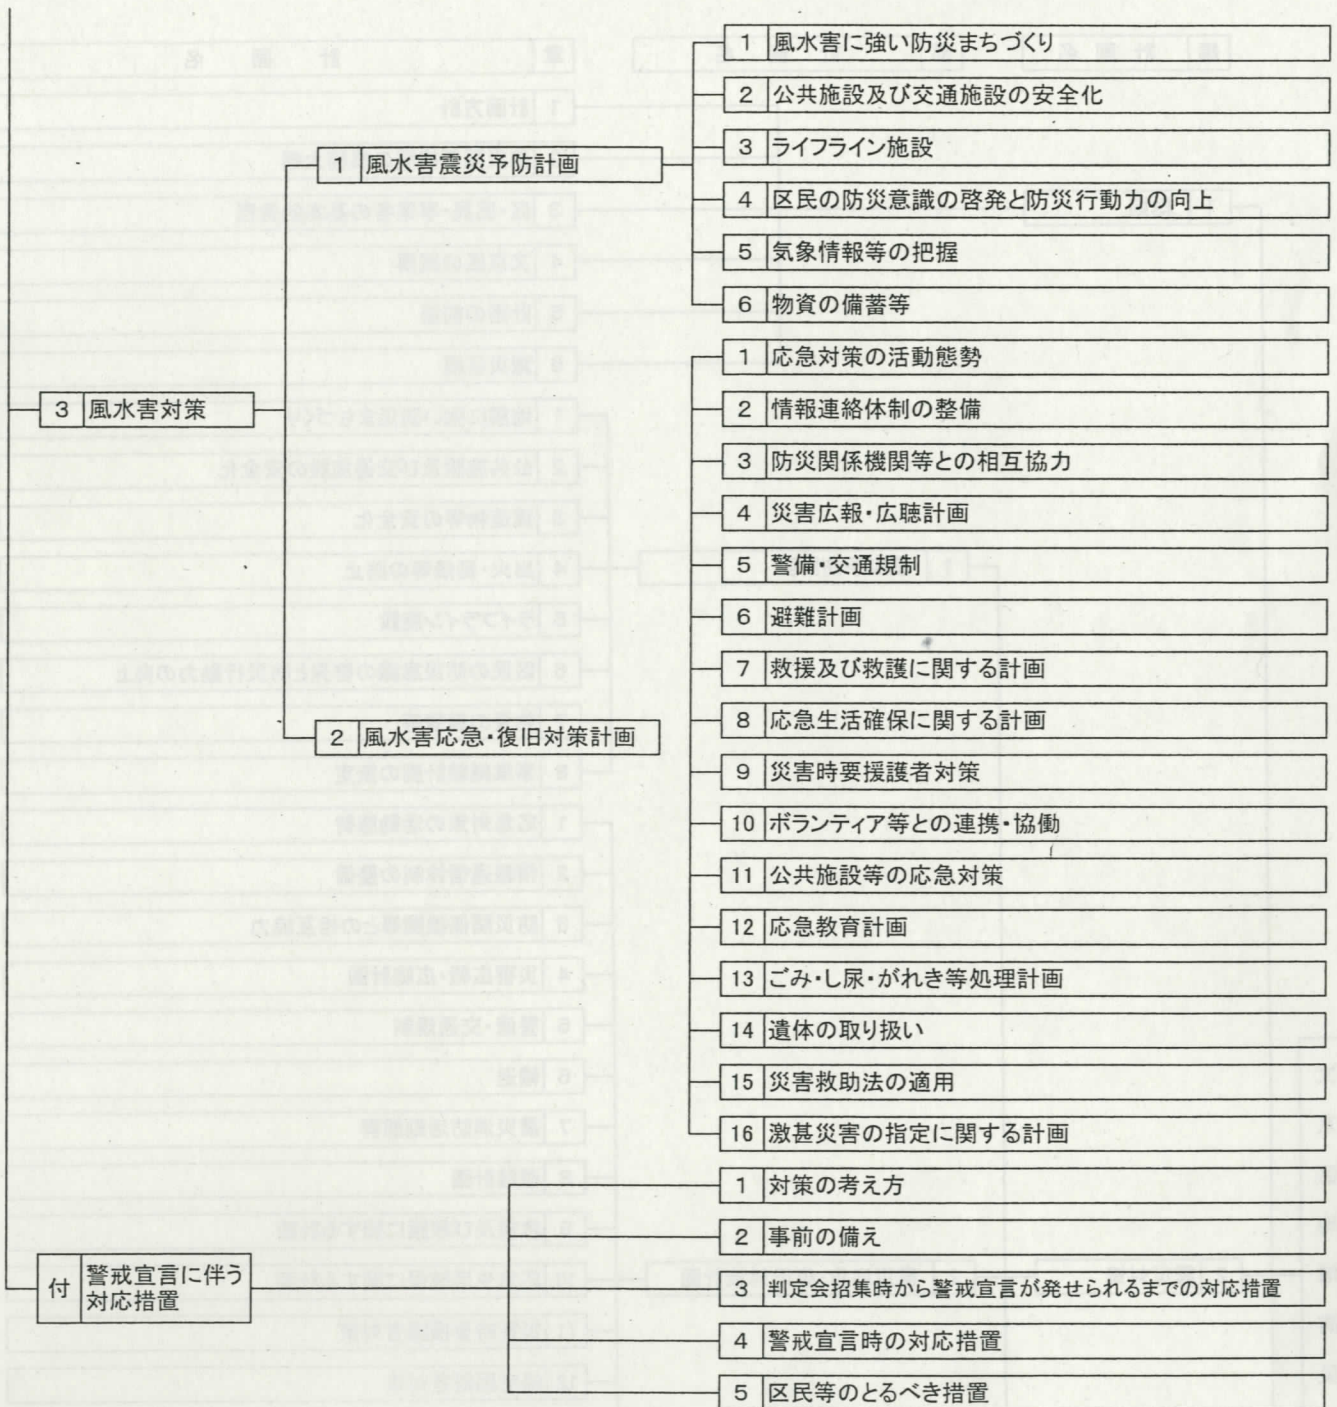 3 風水害対策
1 風水害震災予防計画
1 風水害に強い防災まちづくり
2 公共施設及び交通施設の安全化
3 ライフライン施設
4 区民の防災意識の啓発と防災行動力の向上
5 気象情報等の把握
6 物資の備蓄等
2 風水害応急・復旧対策計画
1 応急対策の活動態勢
2 情報連絡体制の整備
3 防災関係機関等との相互協力
4 災害広報・広聴計画
5 警備・交通規制
6 避難計画
7 救援及び救護に関する計画
8 応急生活確保に関する計画
9 災害時要援護者対策
10 ボランティア等との連携・協働
11 公共施設等の応急対策
12 応急教育計画
13 ごみ・し尿・がれき等処理計画
14 遺体の取り扱い
15 災害救助法の適用
16 激甚災害の指定に関する計画
付 警戒宣言に伴う
対応措置
1 対策の考え方
2 事前の備え
3 判定会招集時から警戒宣言が発せられるまでの対応措置
4 警戒宣言時の対応措置
5 区民等のとるべき措置